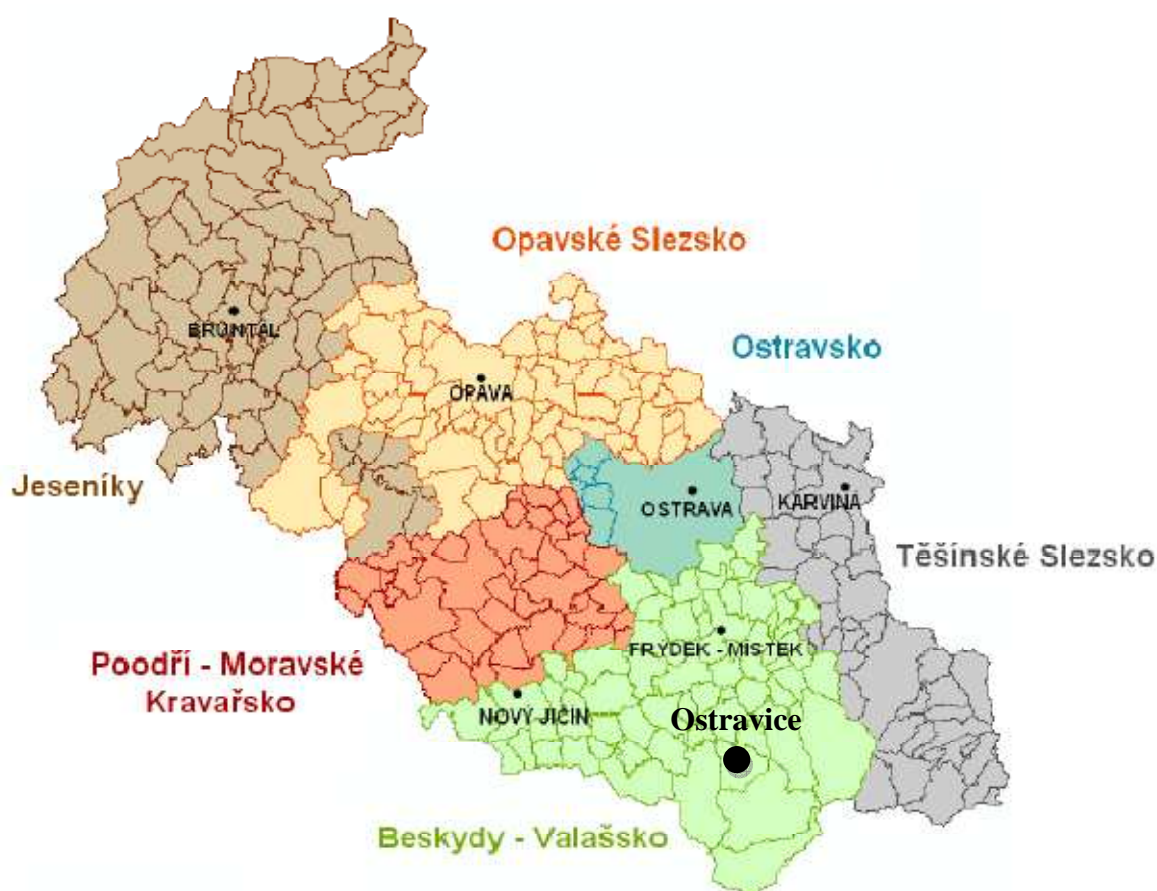 Opavské Slezsko
BRUNTÁL
Ostravsko
OPAVA
Jeseníky
OSTRAVA
KARVINÁ
Těšínské Slezsko
Poodří - Moravské
Kravařsko
FRÝDEK - MÍSTEK
NOVÝ JIČÍN
Ostravice
Beskydy - Valašsko